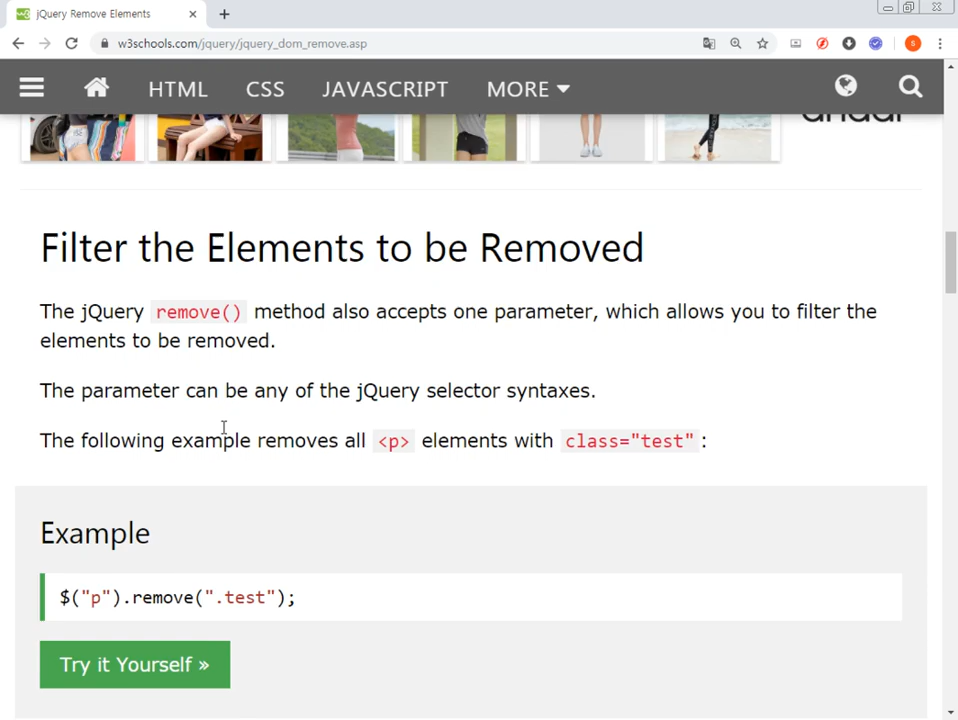 jQuery Remove Elements
w3schools.com/jquery/jquery_dom_remove.asp
HTML CSS JAVASCRIPT MORE
Filter the Elements to be Removed
The jQuery remove() method also accepts one parameter, which allows you to filter the
elements to be removed.
The parameter can be any of the jQuery selector syntaxes.
The following example removes all <p> elements with class="test":
Example
$("p").remove(".test");
Try it Yourself »